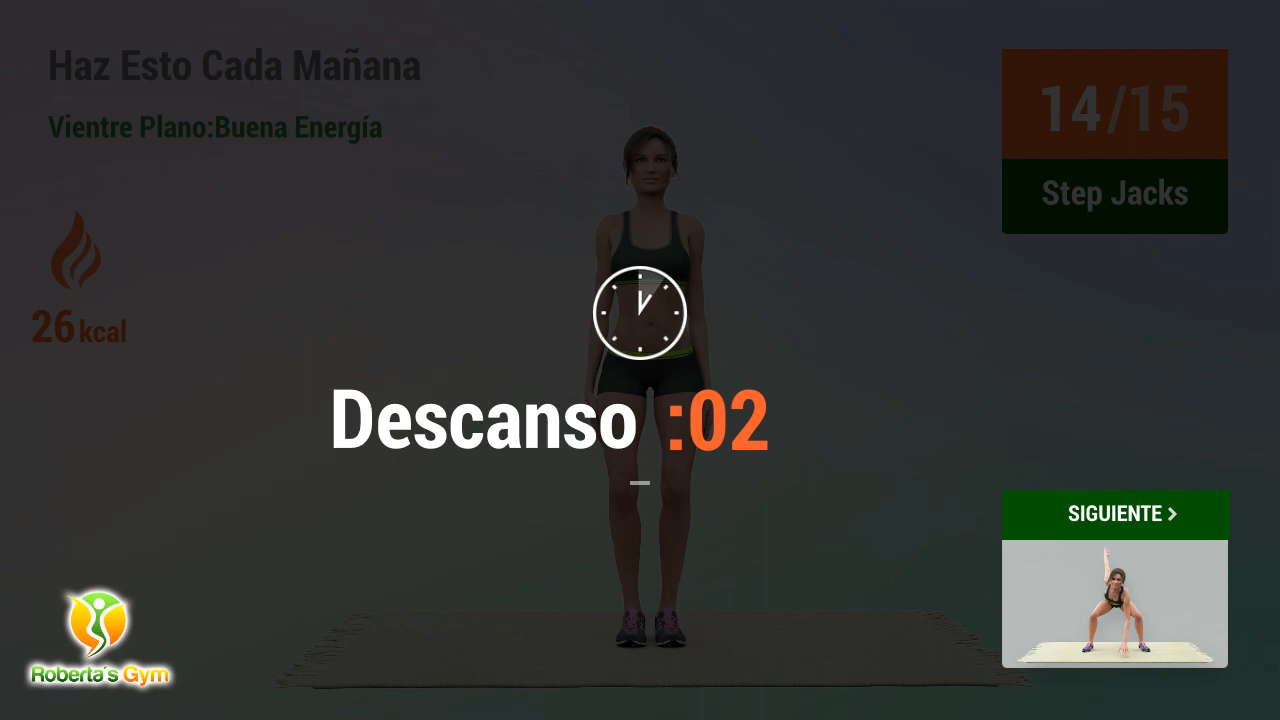 Haz Esto Cada Mañana
Vientre Plano:Buena Energía
14/15
Step Jacks
26 kcal
Descanso :02
SIGUIENTE >
Roberta´s Gym